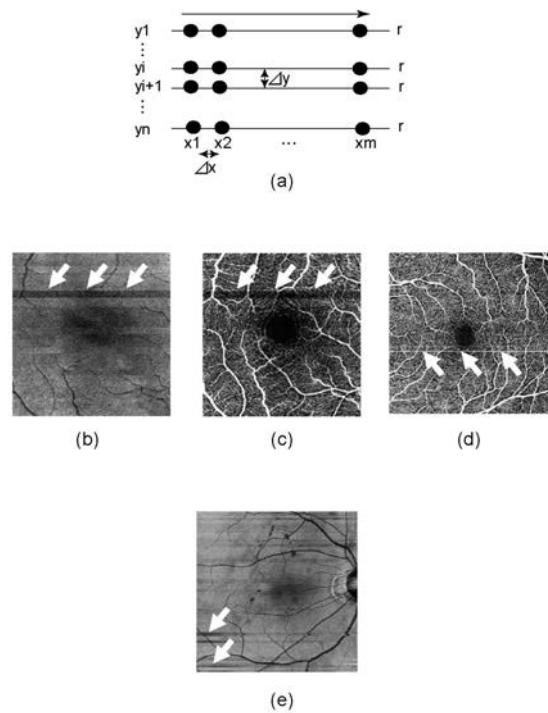 y1 r
⋮
yi r
⊿y
yi+1 r
⋮
yn r
x1 x2 ... xm
⊿x
(a)
(b) (c) (d)
(e)